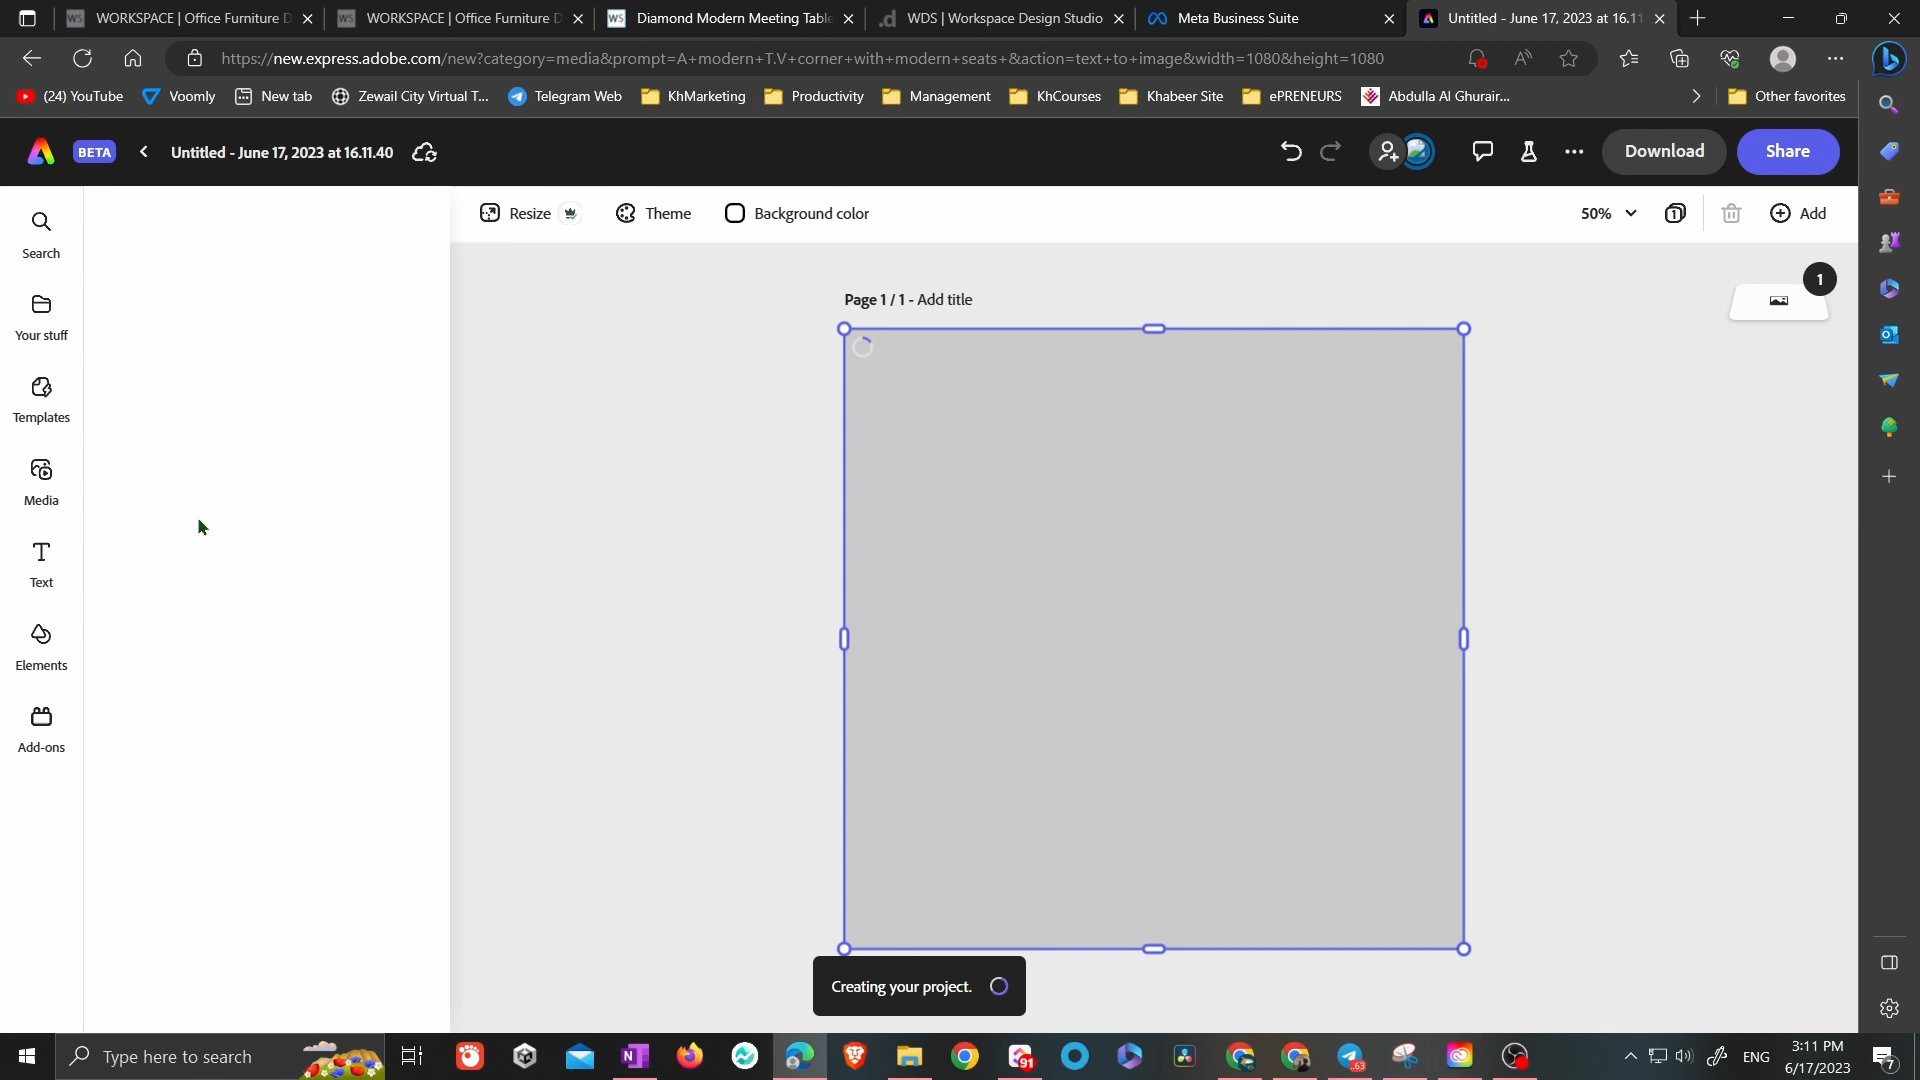 WORKSPACE | Office Furniture D
WORKSPACE | Office Furniture D
Diamond Modern Meeting Table
WDS | Workspace Design Studio
Meta Business Suite
Untitled - June 17, 2023 at 16.11
https://new.express.adobe.com/new?category=media&prompt=A+modern+T.V+corner+with+modern+seats+&action=text+to+image&width=1080&height=1080
(24) YouTube
Voomly
New tab
Zewail City Virtual T...
Telegram Web
KhMarketing
Productivity
Management
KhCourses
Khabeer Site
ePRENEURS
Abdulla Al Ghurair...
Other favorites
BETA
Untitled - June 17, 2023 at 16.11.40
Download
Share
Resize
Theme
Background color
50%
1
Add
Search
Your stuff
Templates
Media
Text
Elements
Add-ons
Page 1 / 1 - Add title
1
Creating your project.
Type here to search
91
63
ENG
3:11 PM
6/17/2023
7